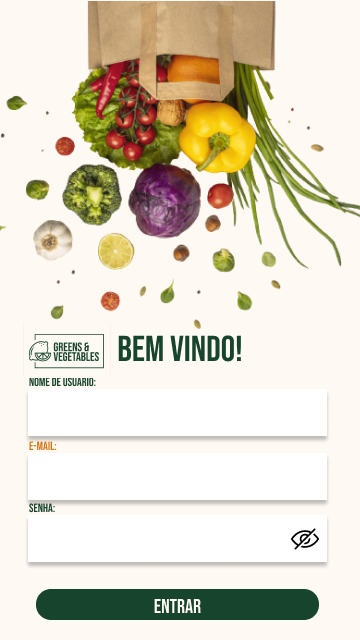 GREENS &
VEGETABLES
BEM VINDO!
NOME DE USUARIO:
E-MAIL:
SENHA:
ENTRAR